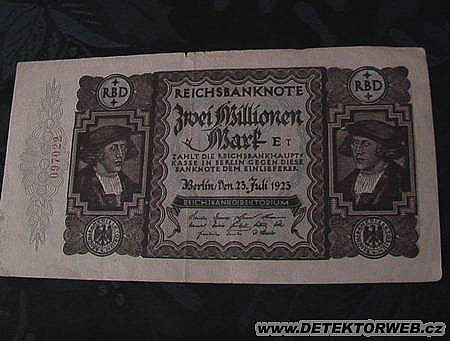 RBD
REICHSBANKNOTE
RBD
Zwei Millionen
Mark
E T
ZAHLT DIE REICHSBANKHAUPT,
KASSE IN BERLIN GEGEN DIESE
BANKNOTE DEM EINLIEFERER
Berlin, den 23. Juli 1923
REICHSBANKDIREKTORIUM
097022
WWW.DETEKTORWEB.CZ